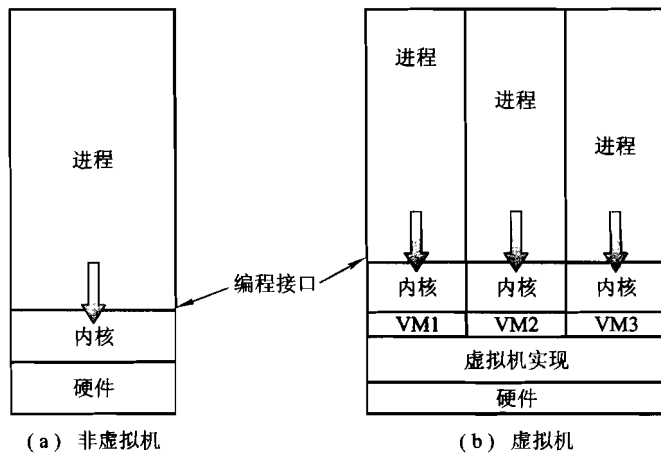 进程
内核
硬件
(a) 非虚拟机
编程接口
进程 进程 进程
内核 内核 内核
VM1 VM2 VM3
虚拟机实现
硬件
(b) 虚拟机